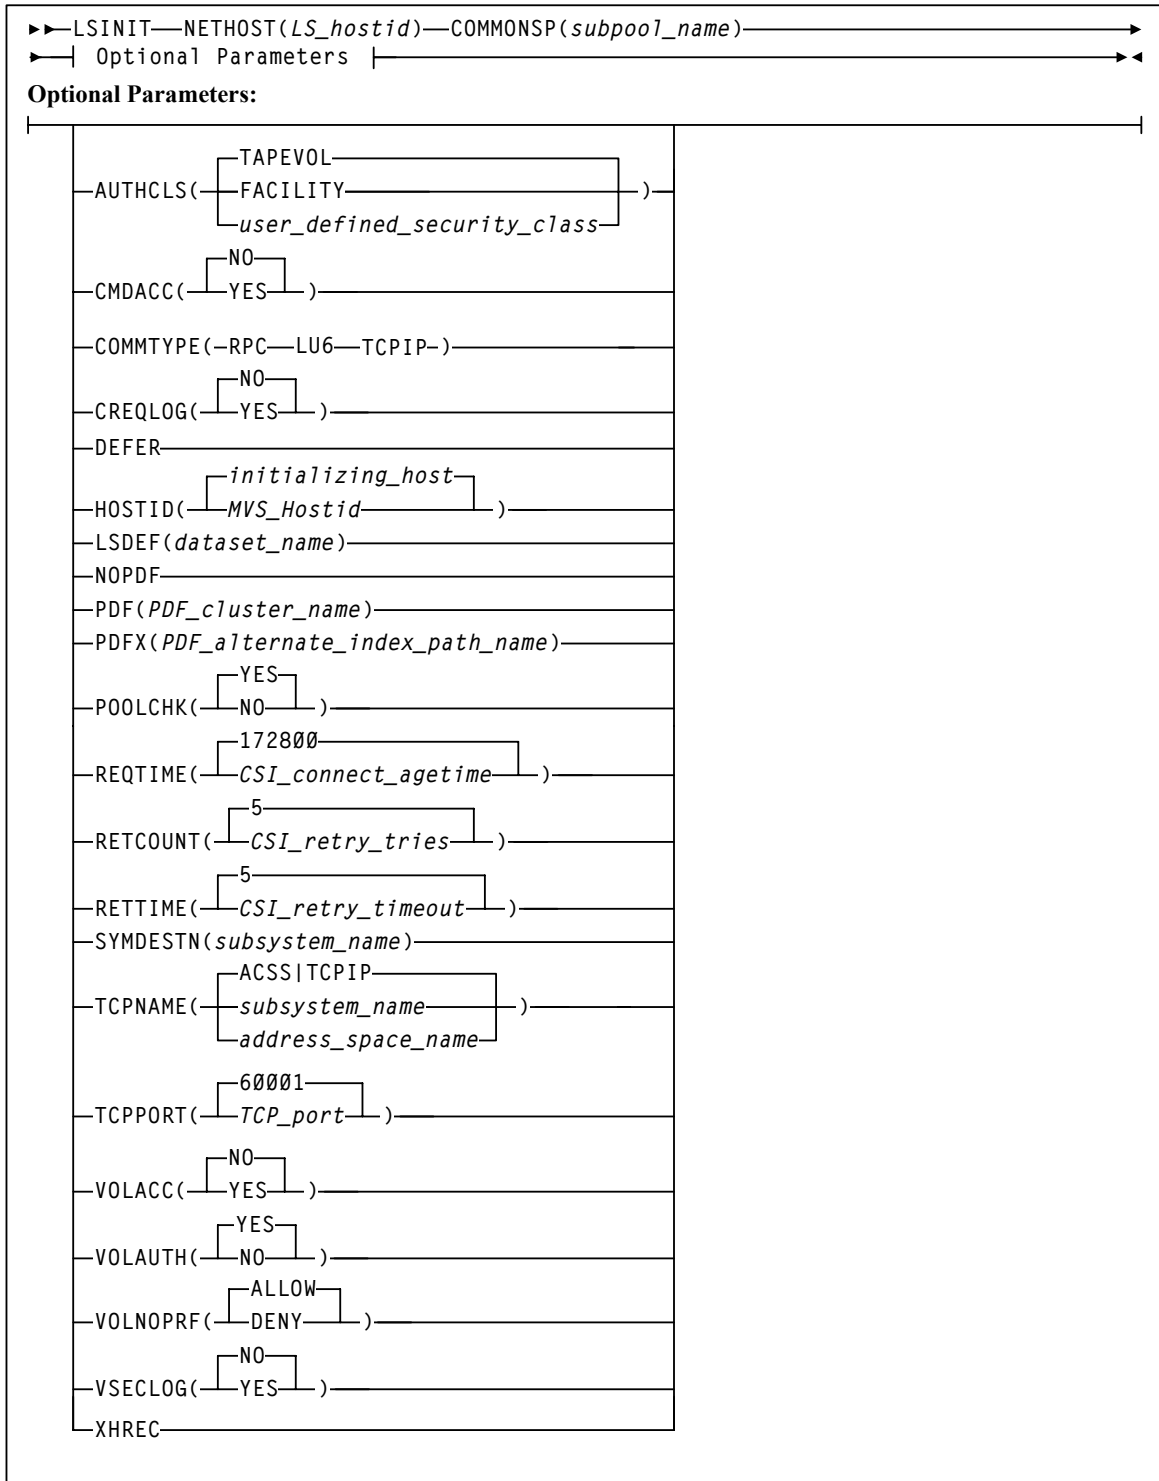 LSINIT NETHOST(LS_hostid) COMMONSP(subpool_name)
Optional Parameters
Optional Parameters:
TAPEVOL
AUTHCLS( FACILITY )
user_defined_security_class
NO
CMDACC( YES )
COMMTYPE( RPC LU6 TCPIP )
NO
CREQLOG( YES )
DEFER
initializing_host
HOSTID( MVS_Hostid )
LSDEF(dataset_name)
NOPDF
PDF(PDF_cluster_name)
PDFX(PDF_alternate_index_path_name)
YES
POOLCHK( NO )
1728ØØ
REQTIME( CSI_connect_agetime )
5
RETCOUNT( CSI_retry_tries )
5
RETTIME( CSI_retry_timeout )
SYMDESTN(subsystem_name)
ACSS|TCPIP
TCPNAME( subsystem_name )
address_space_name
6ØØØ1
TCPPORT( TCP_port )
NO
VOLACC( YES )
YES
VOLAUTH( NO )
ALLOW
VOLNOPRF( DENY )
NO
VSECLOG( YES )
XHREC